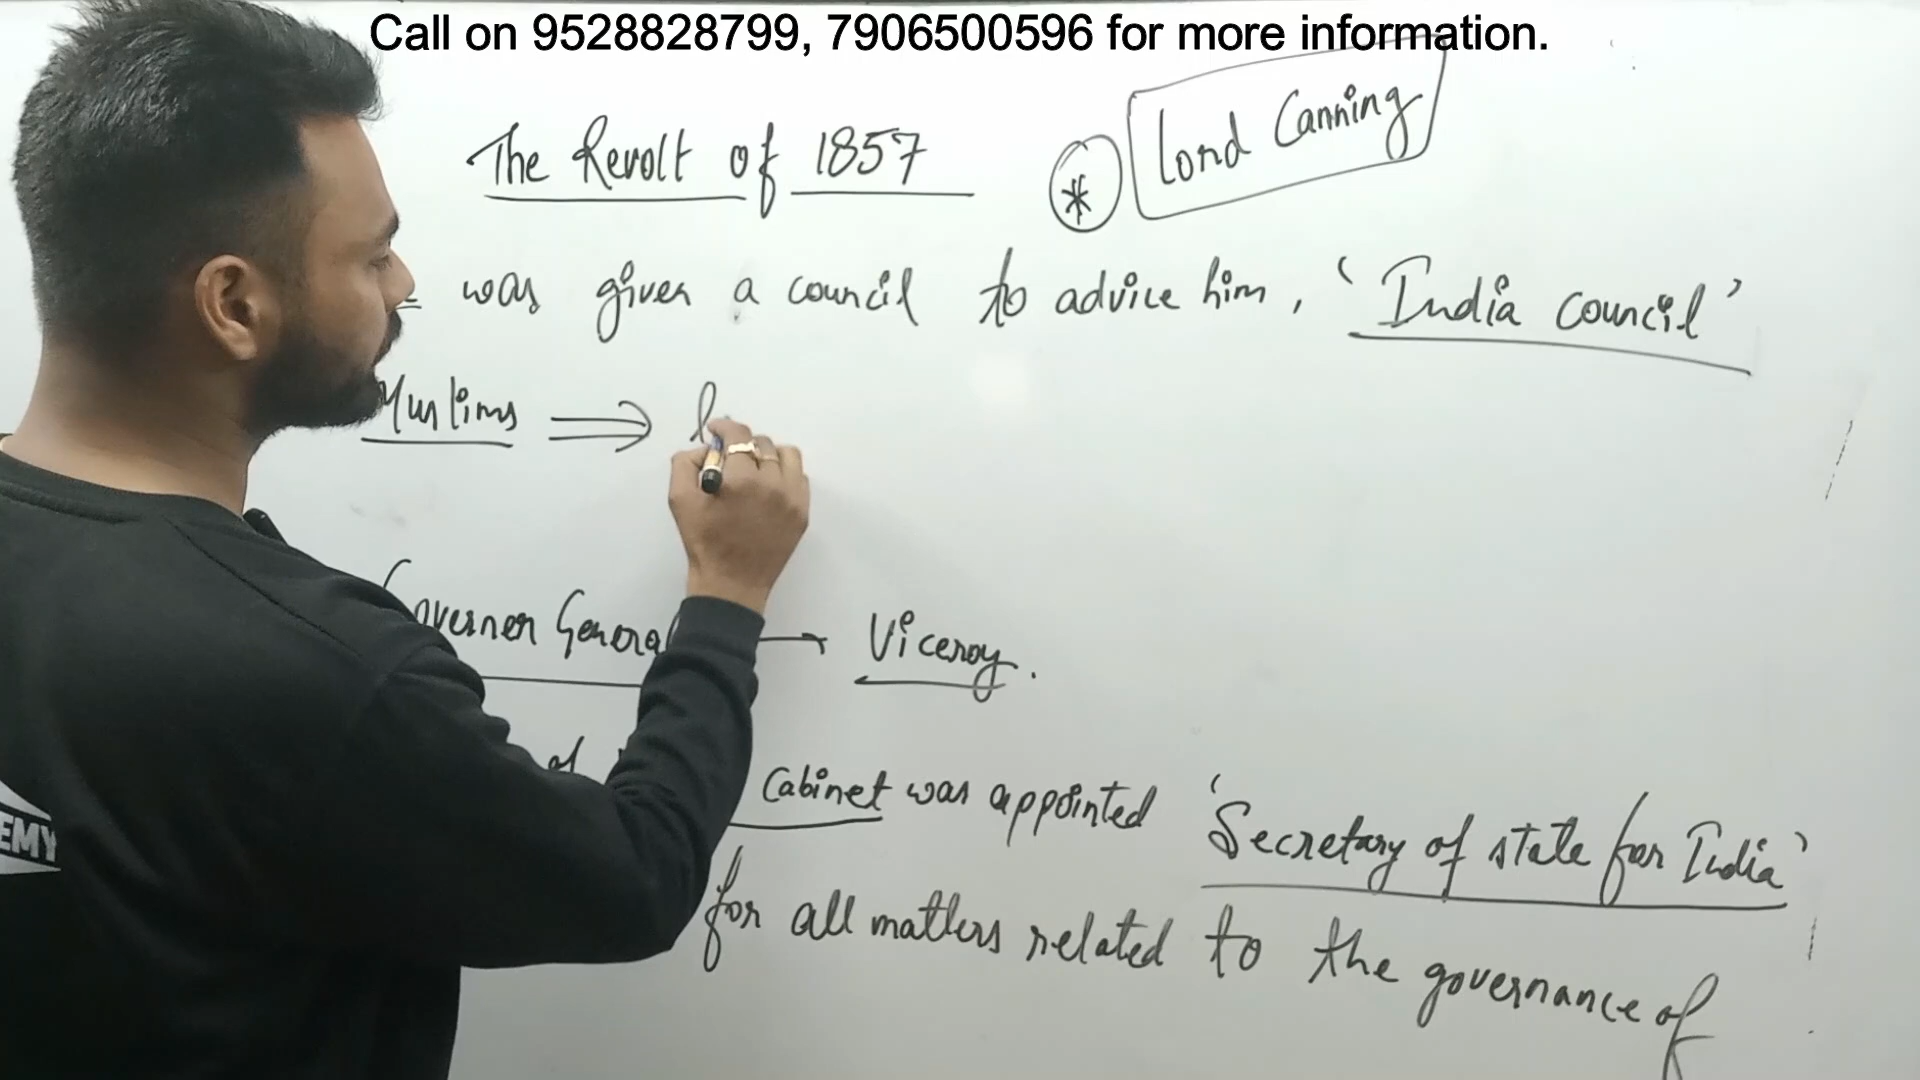 Call on 9528828799, 7906500596 for more information.
The Revolt of 1857 * Lord Canning
was given a council to advice him, 'India Council'
Muslims ⇒
Governer General → Viceroy.
of Cabinet was appointed 'Secretary of state for India'
for all matters related to the governance of
EMY